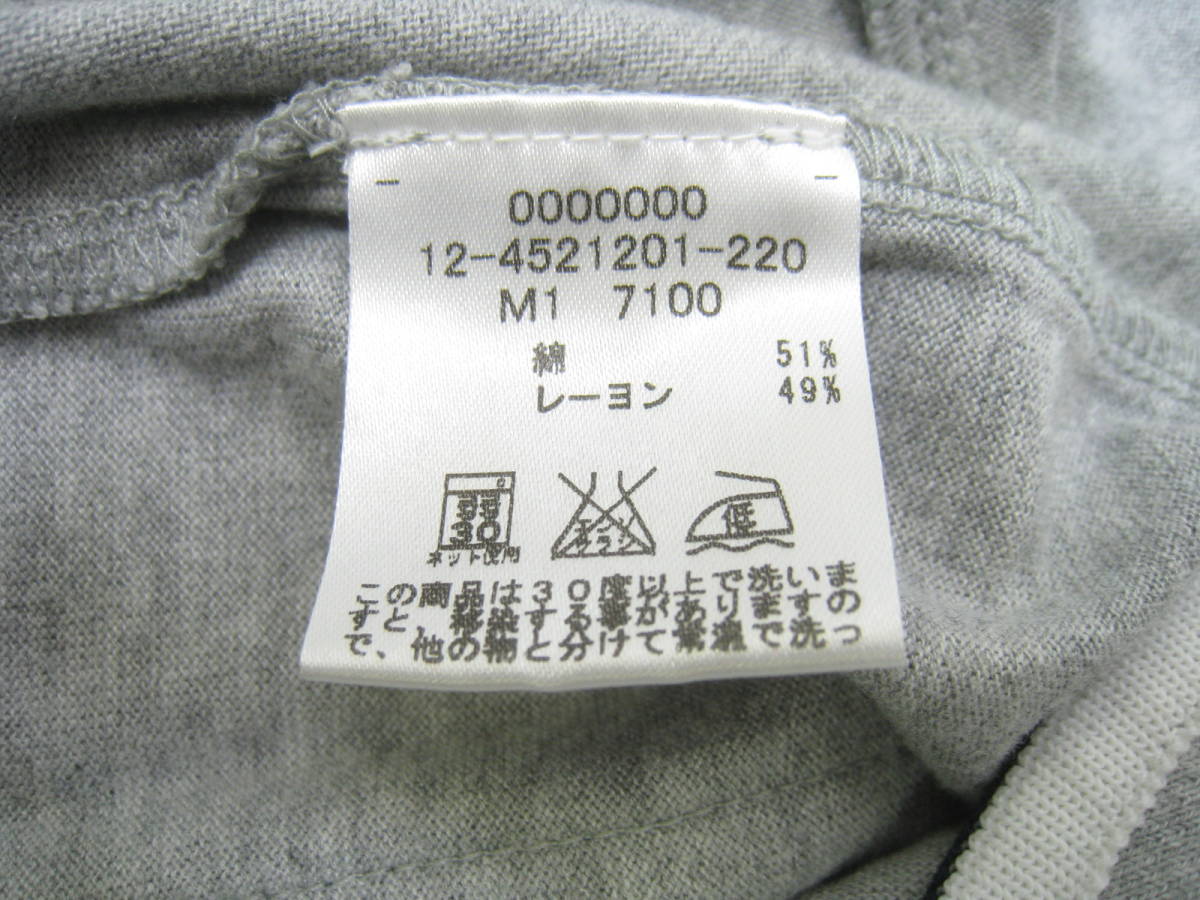 0000000
12-4521201-220
M1 7100
綿 51%
レーヨン 49%
30
低
ネット使用
この商品は30度以上で洗いま
すと、移染する事がありますの
で、他の物と分けて常温で洗っ